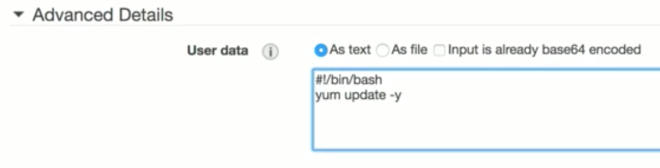 Advanced Details
User data As text As file Input is already base64 encoded
#!/bin/bash
yum update -y